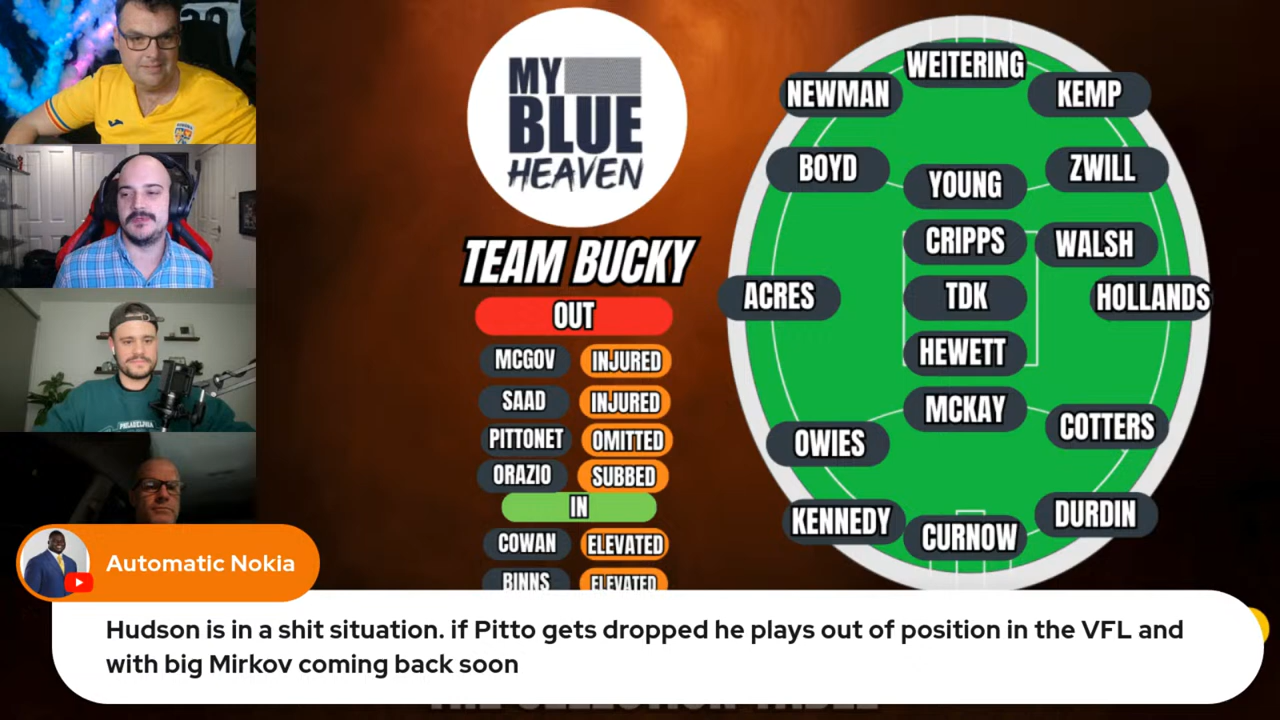 MY
BLUE
HEAVEN
TEAM BUCKY
OUT
MCGOV INJURED
SAAD INJURED
PITTONET OMITTED
ORAZIO SUBBED
IN
COWAN ELEVATED
BINNS ELEVATED
WEITERING
NEWMAN KEMP
BOYD YOUNG ZWILL
CRIPPS WALSH
ACRES TDK HOLLANDS
HEWETT
MCKAY
OWIES COTTERS
KENNEDY CURNOW DURDIN
PHILADELPHIA
Automatic Nokia
Hudson is in a shit situation. if Pitto gets dropped he plays out of position in the VFL and
with big Mirkov coming back soon